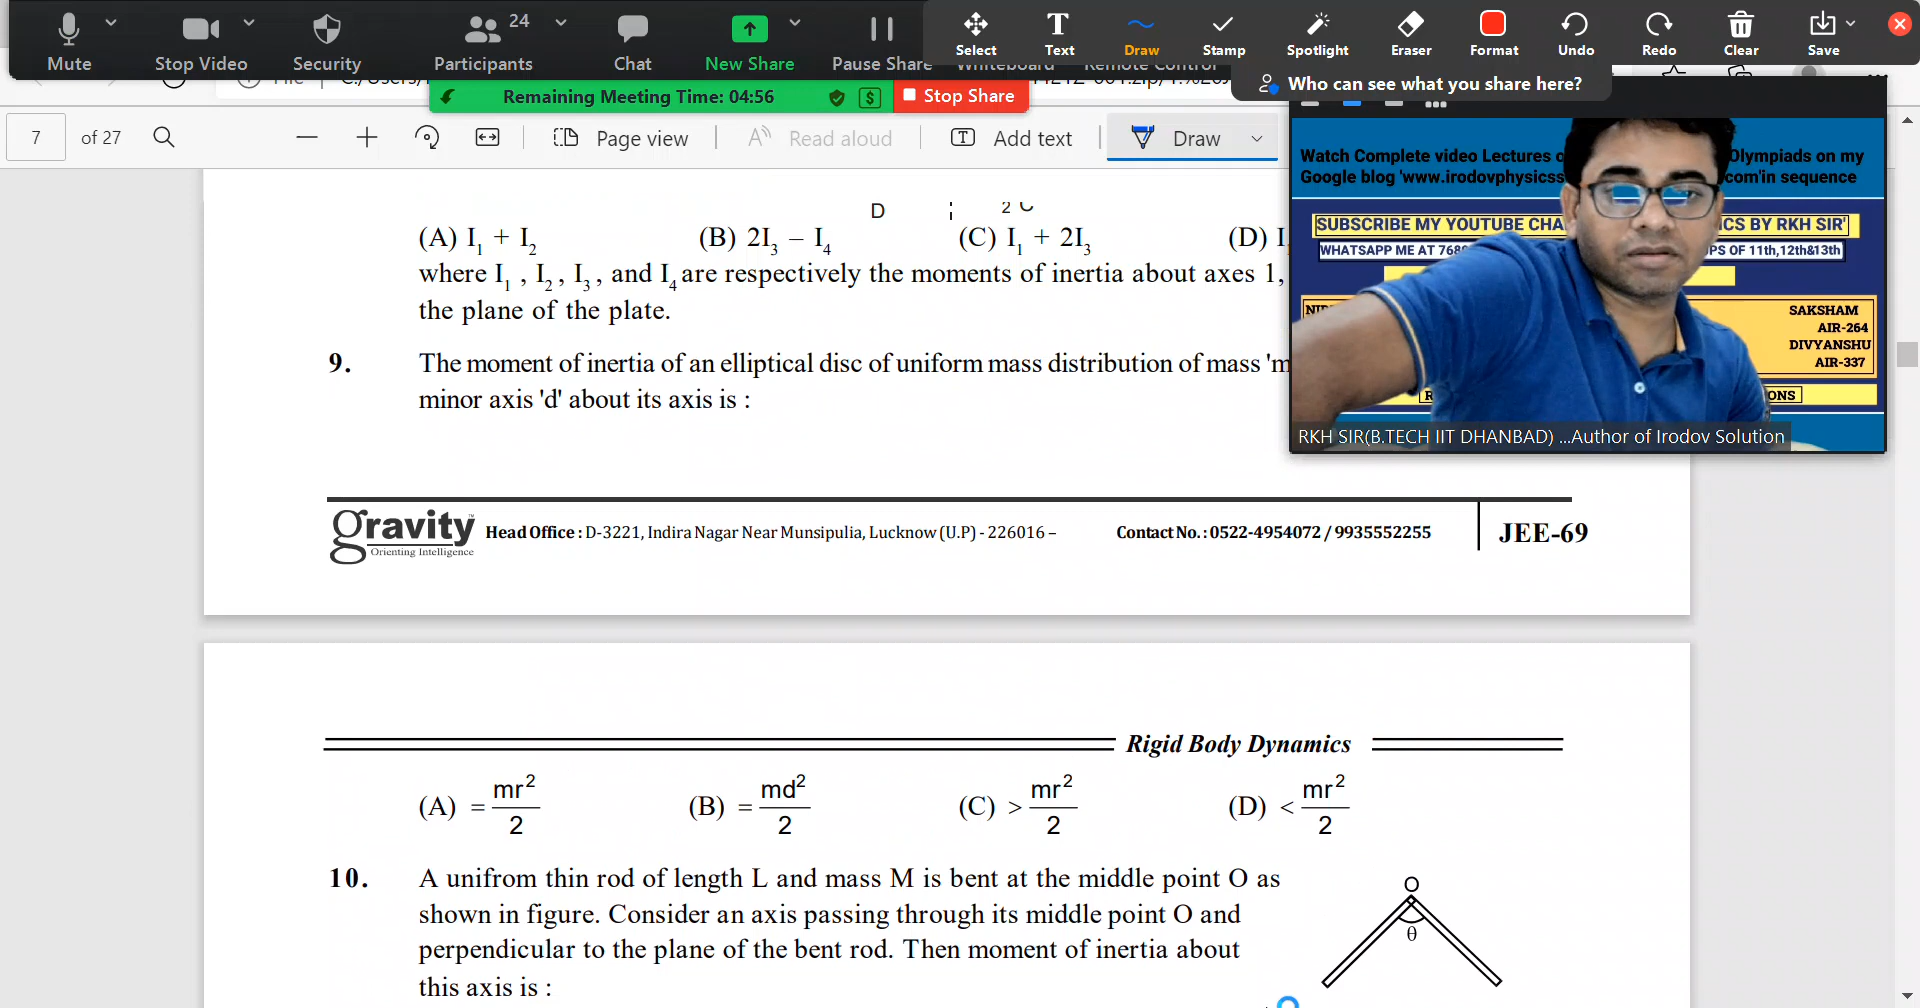 24
Mute
Stop Video
Security
Participants
Chat
New Share
Pause Share
Select
Text
Draw
Stamp
Spotlight
Eraser
Format
Undo
Redo
Clear
Save
Who can see what you share here?
Remaining Meeting Time: 04:56
Stop Share
7 of 27
Page view
Read aloud
Add text
Draw
Watch Complete video Lectures Olympiads on my
Google blog 'www.irodovphysicss com'in sequence
SUBSCRIBE MY YOUTUBE CHA ICS BY RKH SIR'
WHATSAPP ME AT 768 PS OF 11th,12th&13th
SAKSHAM
AIR-264
DIVYANSHU
AIR-337
ONS
RKH SIR(B.TECH IIT DHANBAD) ...Author of Irodov Solution
D
(A) I₁ + I₂ (B) 2I₃ – I₄ (C) I₁ + 2I₃ (D)
where I₁ , I₂ , I₃ , and I₄ are respectively the moments of inertia about axes 1,
the plane of the plate.
9. The moment of inertia of an elliptical disc of uniform mass distribution of mass 'm
minor axis 'd' about its axis is :
gravity
Orienting Intelligence
Head Office : D-3221, Indira Nagar Near Munsipulia, Lucknow (U.P) - 226016 – Contact No. : 0522-4954072 / 9935552255
JEE-69
Rigid Body Dynamics
(A) = mr²/2 (B) = md²/2 (C) > mr²/2 (D) < mr²/2
10. A unifrom thin rod of length L and mass M is bent at the middle point O as
shown in figure. Consider an axis passing through its middle point O and
perpendicular to the plane of the bent rod. Then moment of inertia about
this axis is :
O
θ